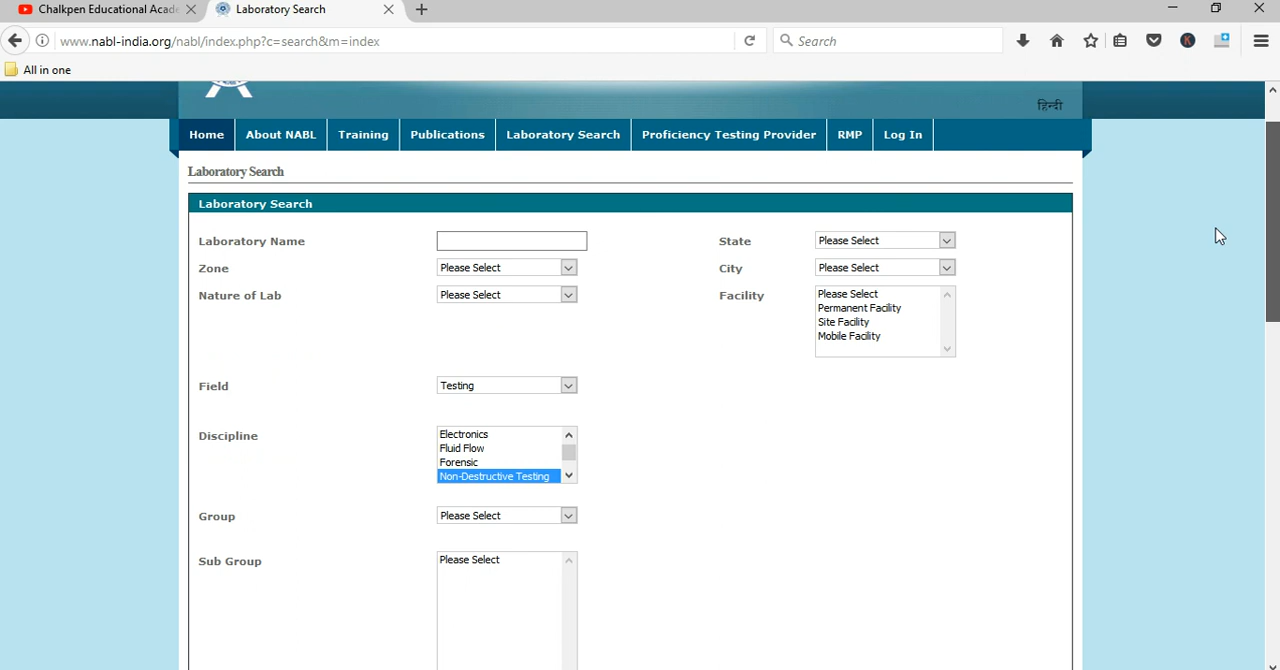 Chalkpen Educational Acade
Laboratory Search
www.nabl-india.org/nabl/index.php?c=search&m=index
Search
K
All in one
हिन्दी
Home About NABL Training Publications Laboratory Search Proficiency Testing Provider RMP Log In
Laboratory Search
Laboratory Search
Laboratory Name
State Please Select
Zone Please Select
City Please Select
Nature of Lab Please Select
Facility Please Select
Permanent Facility
Site Facility
Mobile Facility
Field Testing
Discipline Electronics
Fluid Flow
Forensic
Non-Destructive Testing
Group Please Select
Sub Group Please Select